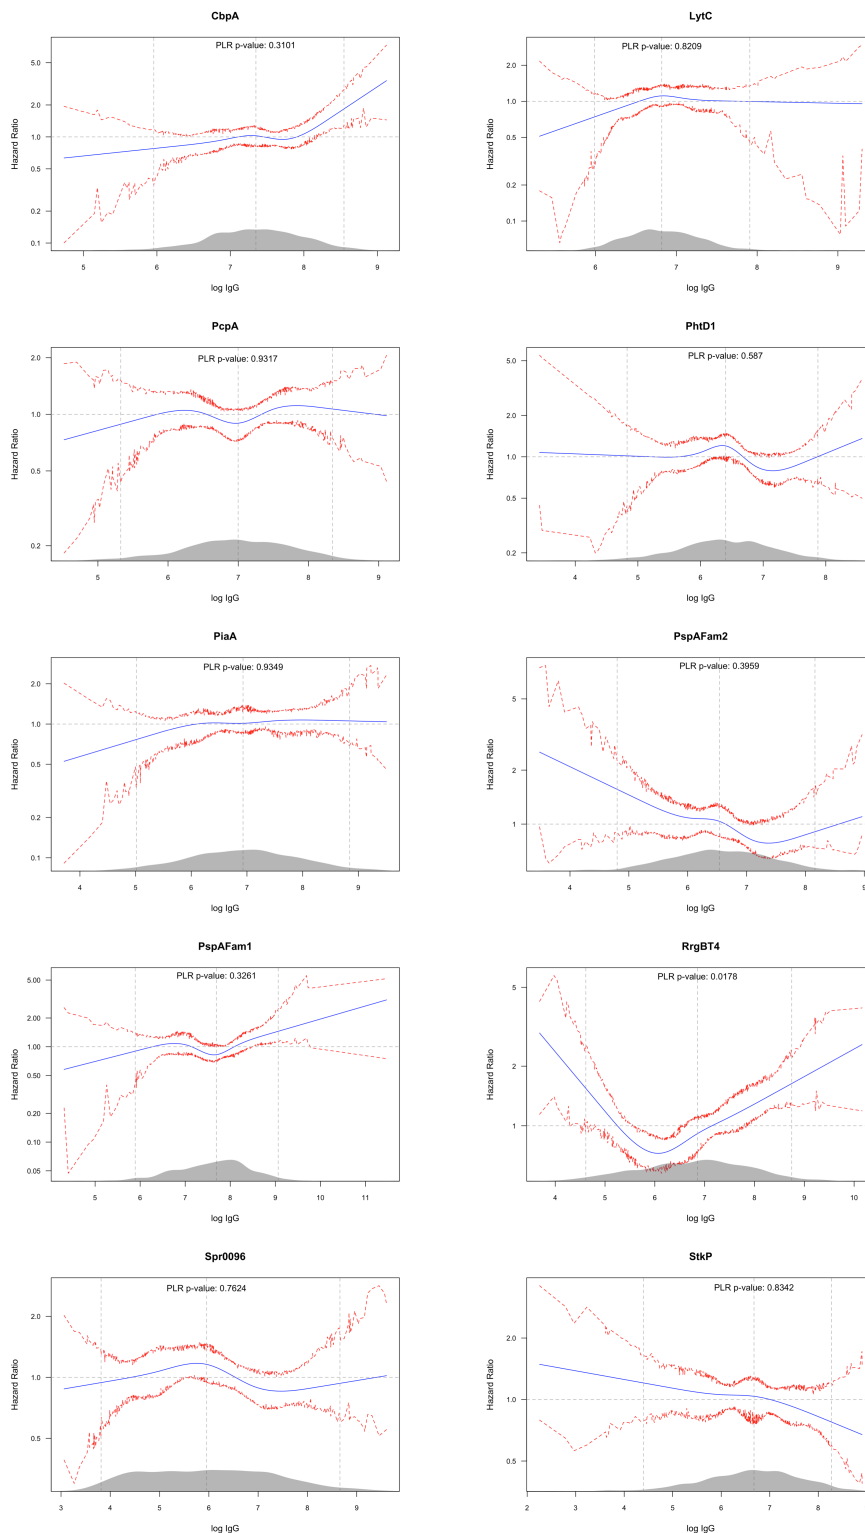 CbpA
PLR p-value: 0.3101
Hazard Ratio
5.0
2.0
1.0
0.5
0.2
0.1
5 6 7 8 9
log IgG
LytC
PLR p-value: 0.8209
Hazard Ratio
2.0
1.0
0.5
0.2
0.1
6 7 8 9
log IgG
PcpA
PLR p-value: 0.9317
Hazard Ratio
2.0
1.0
0.5
0.2
5 6 7 8 9
log IgG
PhtD1
PLR p-value: 0.587
Hazard Ratio
5.0
2.0
1.0
0.5
0.2
4 5 6 7 8
log IgG
PiaA
PLR p-value: 0.9349
Hazard Ratio
2.0
1.0
0.5
0.2
0.1
4 5 6 7 8 9
log IgG
PspAFam2
PLR p-value: 0.3959
Hazard Ratio
5
2
1
4 5 6 7 8 9
log IgG
PspAFam1
PLR p-value: 0.3261
Hazard Ratio
5.00
2.00
1.00
0.50
0.20
0.10
0.05
5 6 7 8 9 10 11
log IgG
RrgBT4
PLR p-value: 0.0178
Hazard Ratio
5
2
1
4 5 6 7 8 9 10
log IgG
Spr0096
PLR p-value: 0.7624
Hazard Ratio
2.0
1.0
0.5
3 4 5 6 7 8 9
log IgG
StkP
PLR p-value: 0.8342
Hazard Ratio
2.0
1.0
0.5
2 3 4 5 6 7 8
log IgG